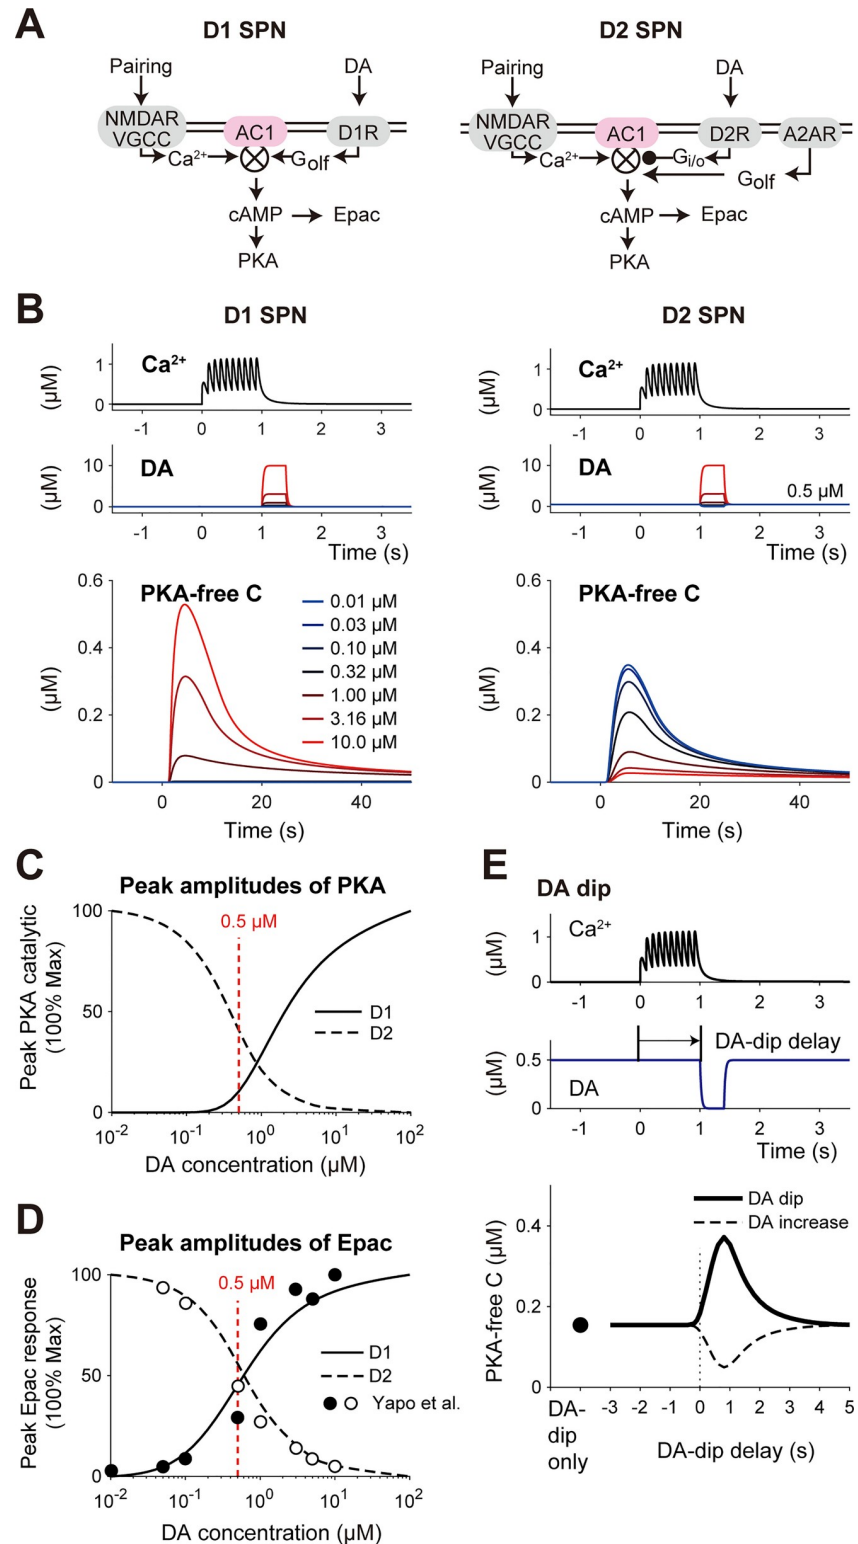 A
D1 SPN
D2 SPN
Pairing
DA
NMDAR
VGCC
AC1
D1R
Ca²⁺
Golf
cAMP
Epac
PKA
Pairing
DA
NMDAR
VGCC
AC1
D2R
A2AR
Ca²⁺
Gi/o
Golf
cAMP
Epac
PKA
B
D1 SPN
D2 SPN
Ca²⁺
(µM)
1
0
-1 0 1 2 3
DA
(µM)
10
0
-1 0 1 2 3
Time (s)
PKA-free C
(µM)
0.6
0.4
0.2
0
0 20 40
Time (s)
0.01 µM
0.03 µM
0.10 µM
0.32 µM
1.00 µM
3.16 µM
10.0 µM
Ca²⁺
(µM)
1
0
-1 0 1 2 3
DA
(µM)
10
0
0.5 µM
-1 0 1 2 3
Time (s)
PKA-free C
(µM)
0.6
0.4
0.2
0
0 20 40
Time (s)
C
Peak amplitudes of PKA
Peak PKA catalytic
(100% Max)
100
50
0
0.5 µM
D1
D2
10⁻² 10⁻¹ 10⁰ 10¹ 10²
DA concentration (µM)
D
Peak amplitudes of Epac
Peak Epac response
(100% Max)
100
50
0
0.5 µM
D1
D2
Yapo et al.
10⁻² 10⁻¹ 10⁰ 10¹ 10²
DA concentration (µM)
E
DA dip
Ca²⁺
(µM)
1
0
-1 0 1 2 3
DA-dip delay
(µM)
0.5
0
DA
-1 0 1 2 3
Time (s)
DA dip
DA increase
PKA-free C (µM)
0.4
0.2
0
DA-
dip
only
-3 -2 -1 0 1 2 3 4 5
DA-dip delay (s)